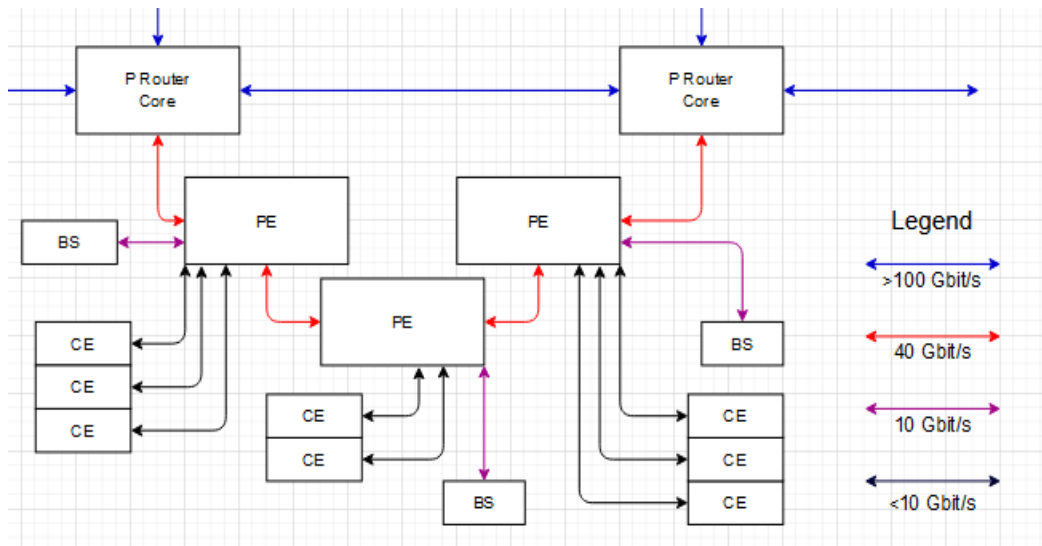 P Router
Core
P Router
Core
PE
PE
BS
Legend
>100 Gbit/s
PE
CE
BS
40 Gbit/s
CE
CE
CE
CE
10 Gbit/s
CE
CE
BS
CE
<10 Gbit/s